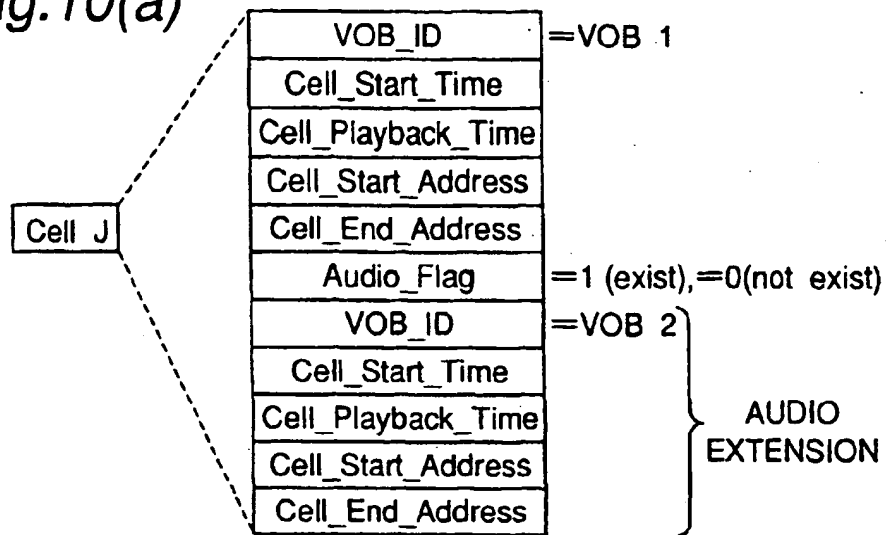 ig.10(a)
VOB_ID =VOB 1
Cell_Start_Time
Cell_Playback_Time
Cell_Start_Address
Cell J
Cell_End_Address
Audio_Flag =1 (exist),=0(not exist)
VOB_ID =VOB 2
Cell_Start_Time
Cell_Playback_Time
AUDIO
EXTENSION
Cell_Start_Address
Cell_End_Address